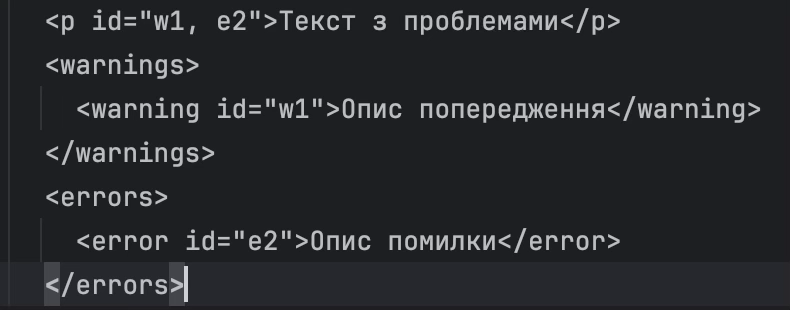 <p id="w1, e2">Текст з проблемами</p>
<warnings>
<warning id="w1">Опис попередження</warning>
</warnings>
<errors>
<error id="e2">Опис помилки</error>
</errors>